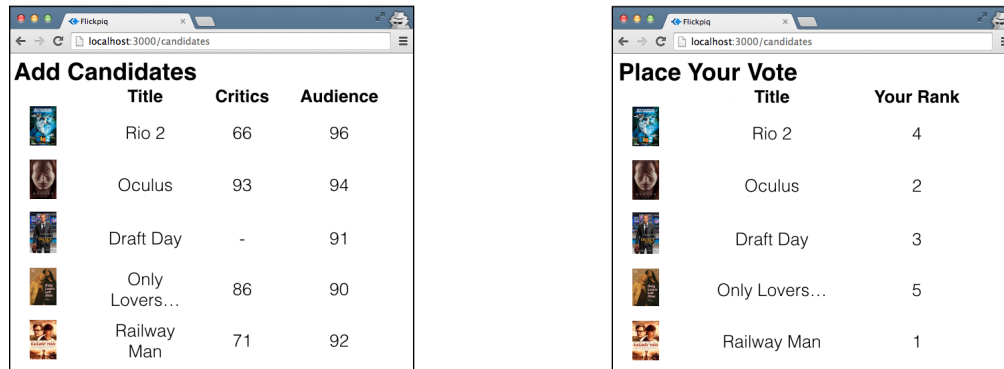 Flickpiq
localhost:3000/candidates
Add Candidates
Title Critics Audience
Rio 2 66 96
Oculus 93 94
Draft Day - 91
Only
Lovers… 86 90
Railway
Man 71 92
Flickpiq
localhost:3000/candidates
Place Your Vote
Title Your Rank
Rio 2 4
Oculus 2
Draft Day 3
Only Lovers… 5
Railway Man 1